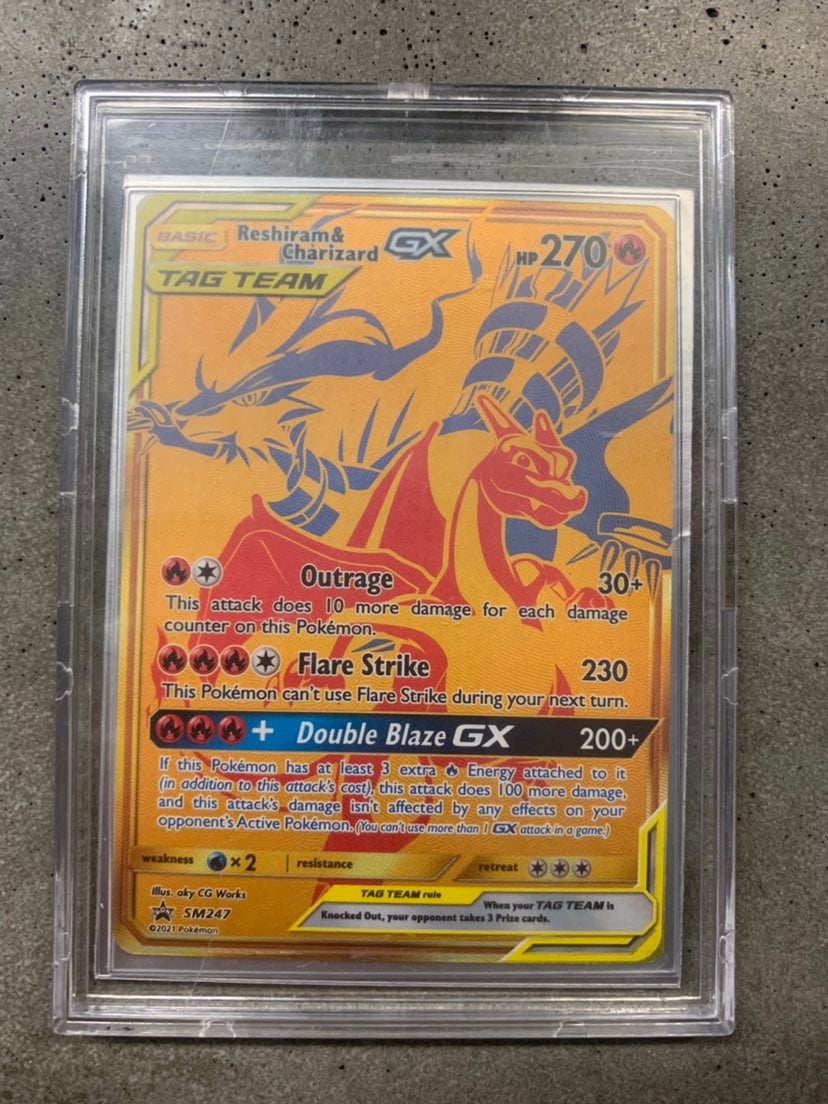 BASIC Reshiram& Charizard GX HP 270
TAG TEAM
Outrage 30+
This attack does 10 more damage for each damage
counter on this Pokémon.
Flare Strike 230
This Pokémon can't use Flare Strike during your next turn.
+ Double Blaze GX 200+
If this Pokémon has at least 3 extra Energy attached to it
(in addition to this attack's cost), this attack does 100 more damage,
and this attack's damage isn't affected by any effects on your
opponent's Active Pokémon. (You can't use more than 1 GX attack in a game.)
weakness ×2 resistance retreat
Illus. aky CG Works
SM247
©2021 Pokémon
TAG TEAM rule
When your TAG TEAM is
Knocked Out, your opponent takes 3 Prize cards.